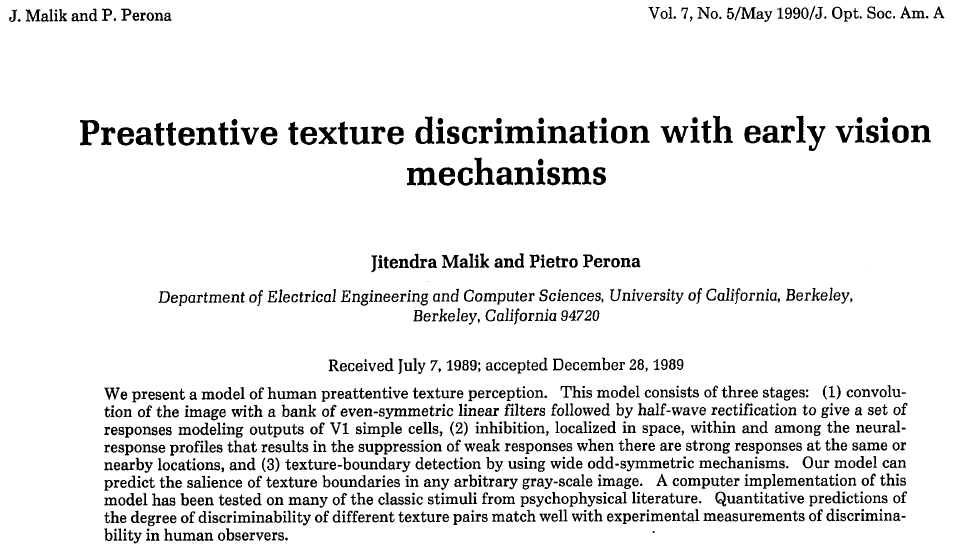 J. Malik and P. Perona
Vol. 7, No. 5/May 1990/J. Opt. Soc. Am. A
Preattentive texture discrimination with early vision
mechanisms
Jitendra Malik and Pietro Perona
Department of Electrical Engineering and Computer Sciences, University of California, Berkeley,
Berkeley, California 94720
Received July 7, 1989; accepted December 28, 1989
We present a model of human preattentive texture perception. This model consists of three stages: (1) convolu-
tion of the image with a bank of even-symmetric linear filters followed by half-wave rectification to give a set of
responses modeling outputs of V1 simple cells, (2) inhibition, localized in space, within and among the neural-
response profiles that results in the suppression of weak responses when there are strong responses at the same or
nearby locations, and (3) texture-boundary detection by using wide odd-symmetric mechanisms. Our model can
predict the salience of texture boundaries in any arbitrary gray-scale image. A computer implementation of this
model has been tested on many of the classic stimuli from psychophysical literature. Quantitative predictions of
the degree of discriminability of different texture pairs match well with experimental measurements of discrimina-
bility in human observers.